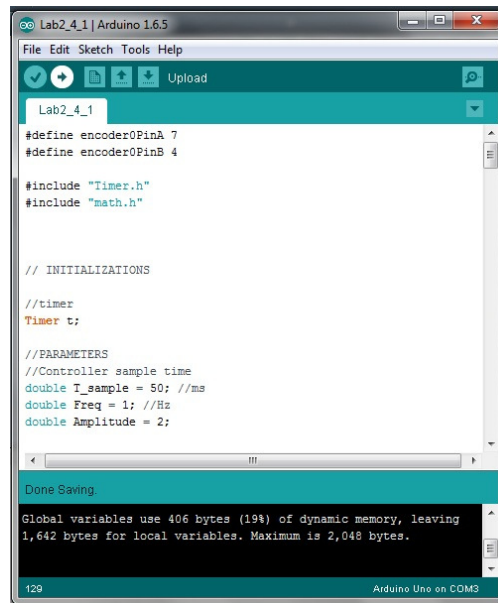 Lab2_4_1 | Arduino 1.6.5
File Edit Sketch Tools Help
Upload
Lab2_4_1
#define encoder0PinA 7
#define encoder0PinB 4
#include "Timer.h"
#include "math.h"
// INITIALIZATIONS
//timer
Timer t;
//PARAMETERS
//Controller sample time
double T_sample = 50; //ms
double Freq = 1; //Hz
double Amplitude = 2;
Done Saving.
Global variables use 406 bytes (19%) of dynamic memory, leaving
1,642 bytes for local variables. Maximum is 2,048 bytes.
129 Arduino Uno on COM3